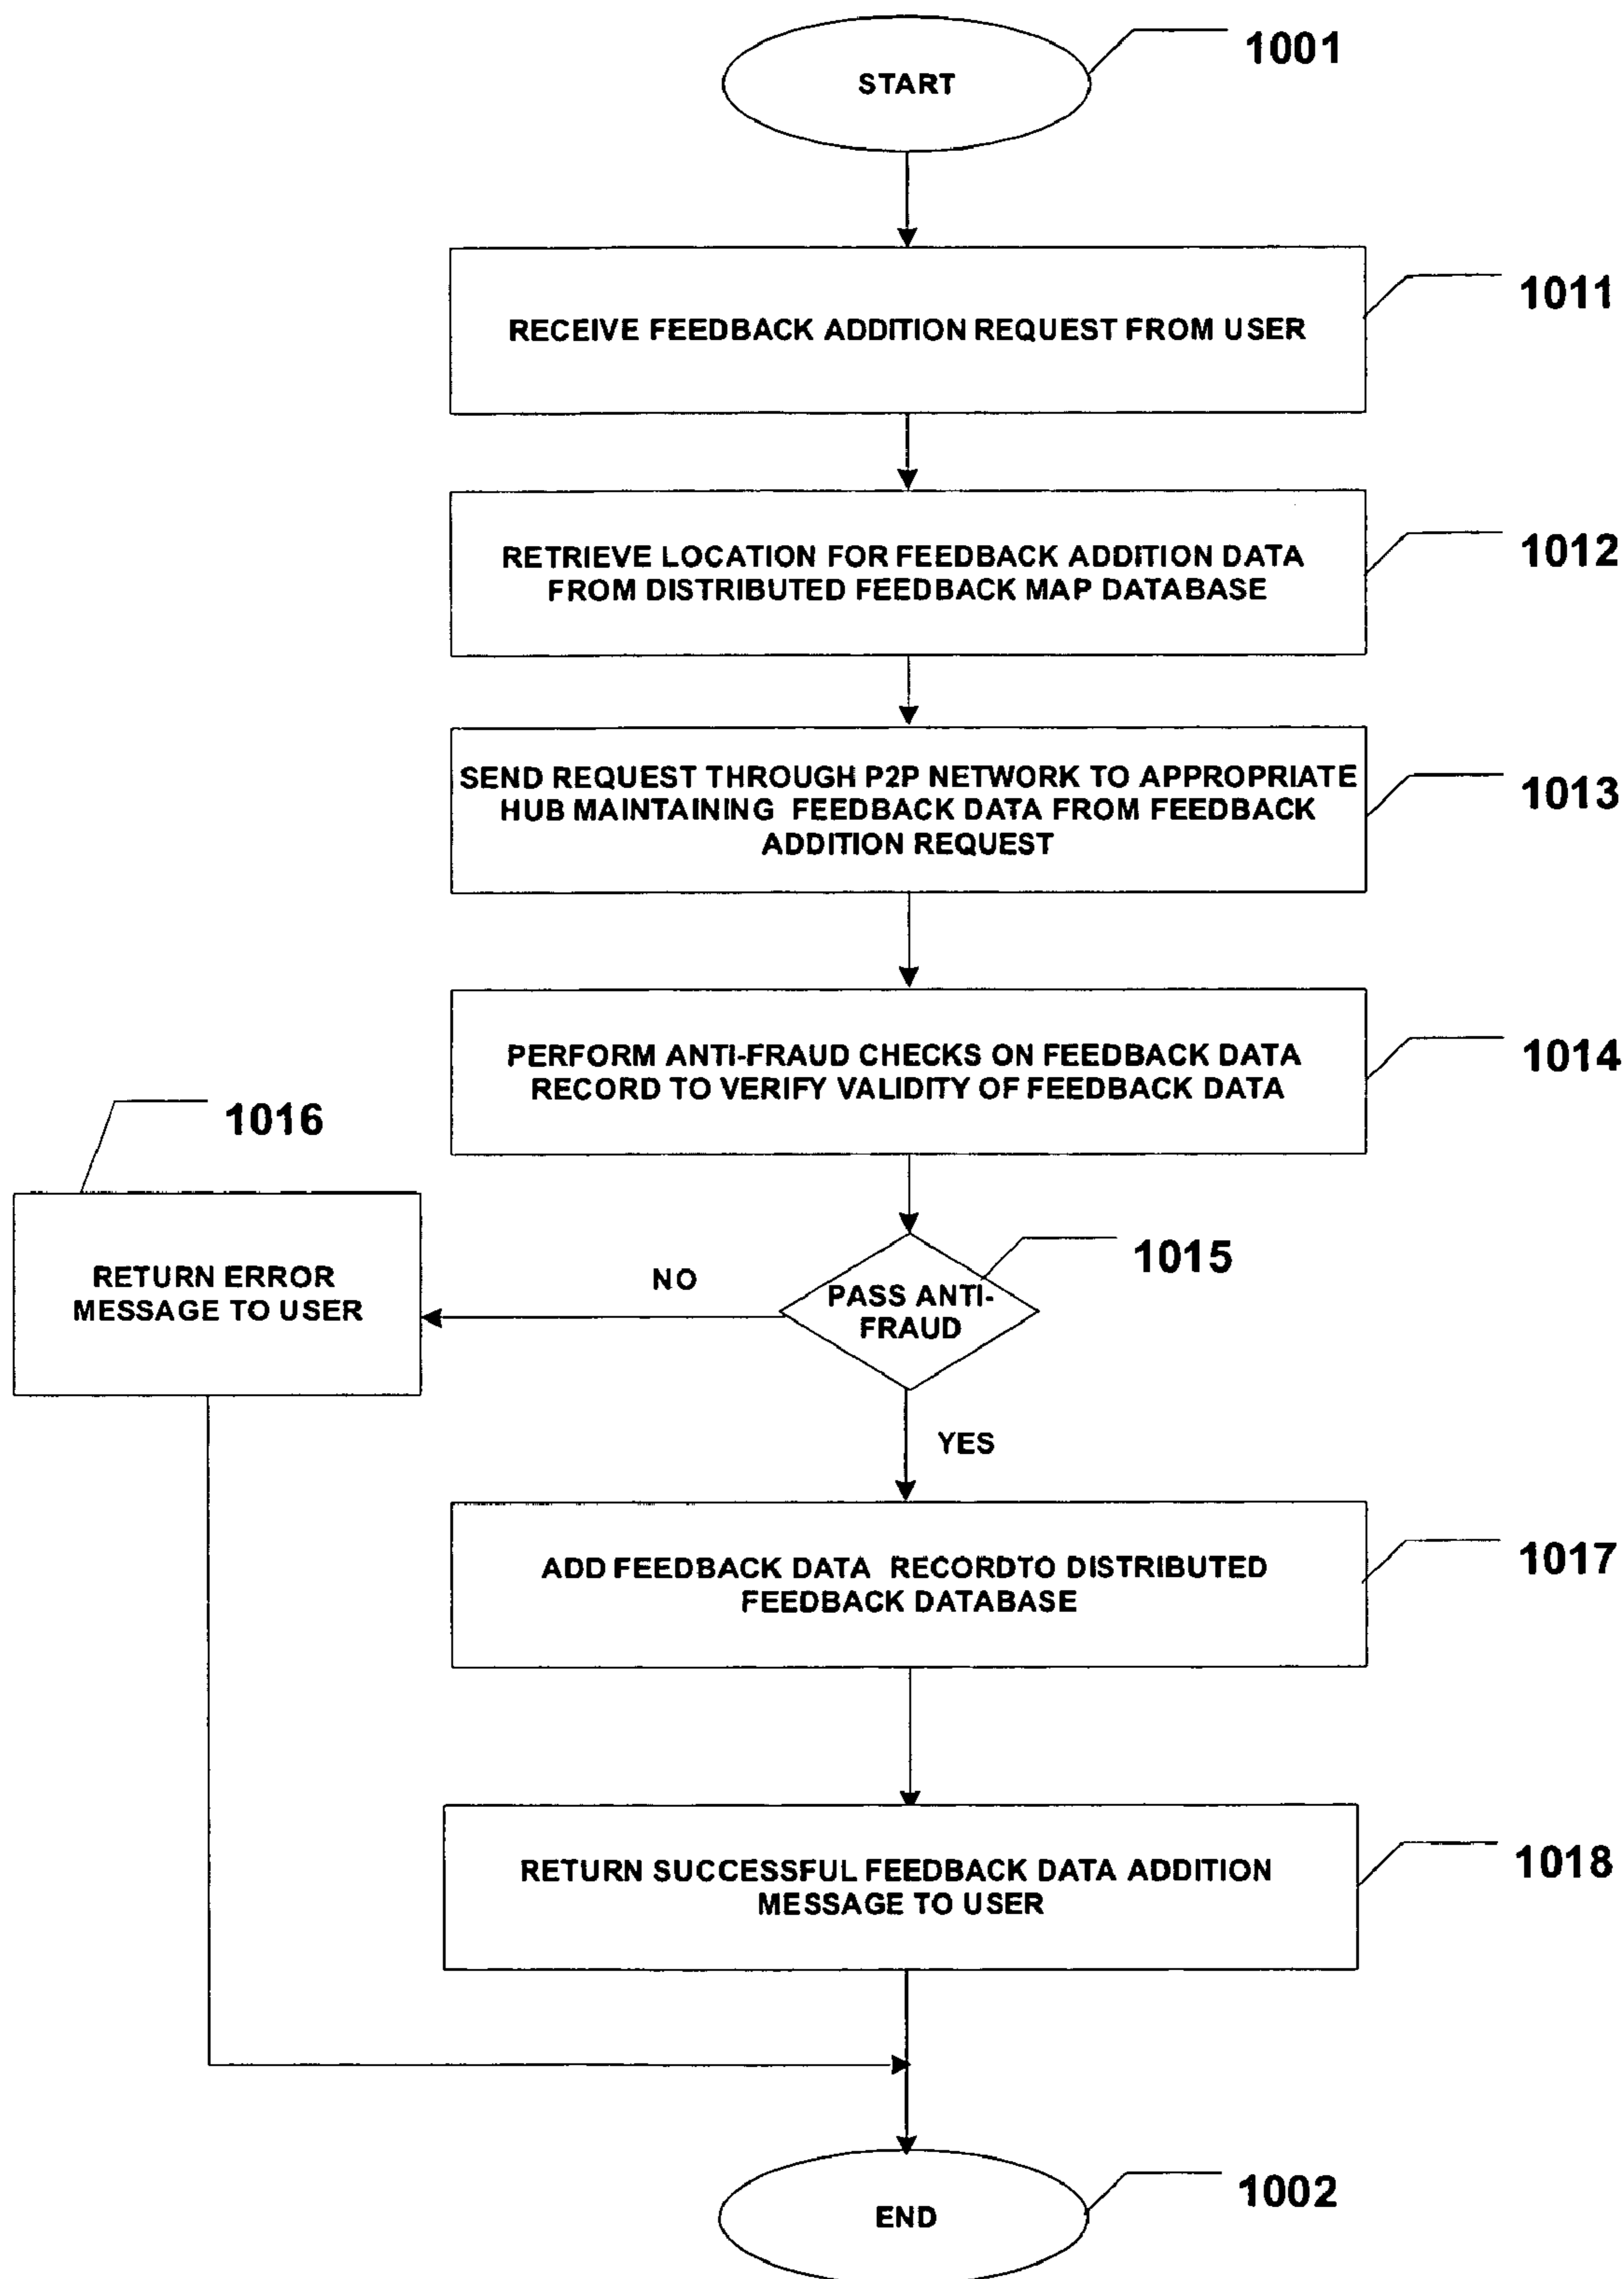 1001
START
1011
RECEIVE FEEDBACK ADDITION REQUEST FROM USER
1012
RETRIEVE LOCATION FOR FEEDBACK ADDITION DATA
FROM DISTRIBUTED FEEDBACK MAP DATABASE
1013
SEND REQUEST THROUGH P2P NETWORK TO APPROPRIATE
HUB MAINTAINING FEEDBACK DATA FROM FEEDBACK
ADDITION REQUEST
1014
PERFORM ANTI-FRAUD CHECKS ON FEEDBACK DATA
RECORD TO VERIFY VALIDITY OF FEEDBACK DATA
1016
RETURN ERROR
MESSAGE TO USER
NO
1015
PASS ANTI-
FRAUD
YES
1017
ADD FEEDBACK DATA RECORDTO DISTRIBUTED
FEEDBACK DATABASE
1018
RETURN SUCCESSFUL FEEDBACK DATA ADDITION
MESSAGE TO USER
1002
END